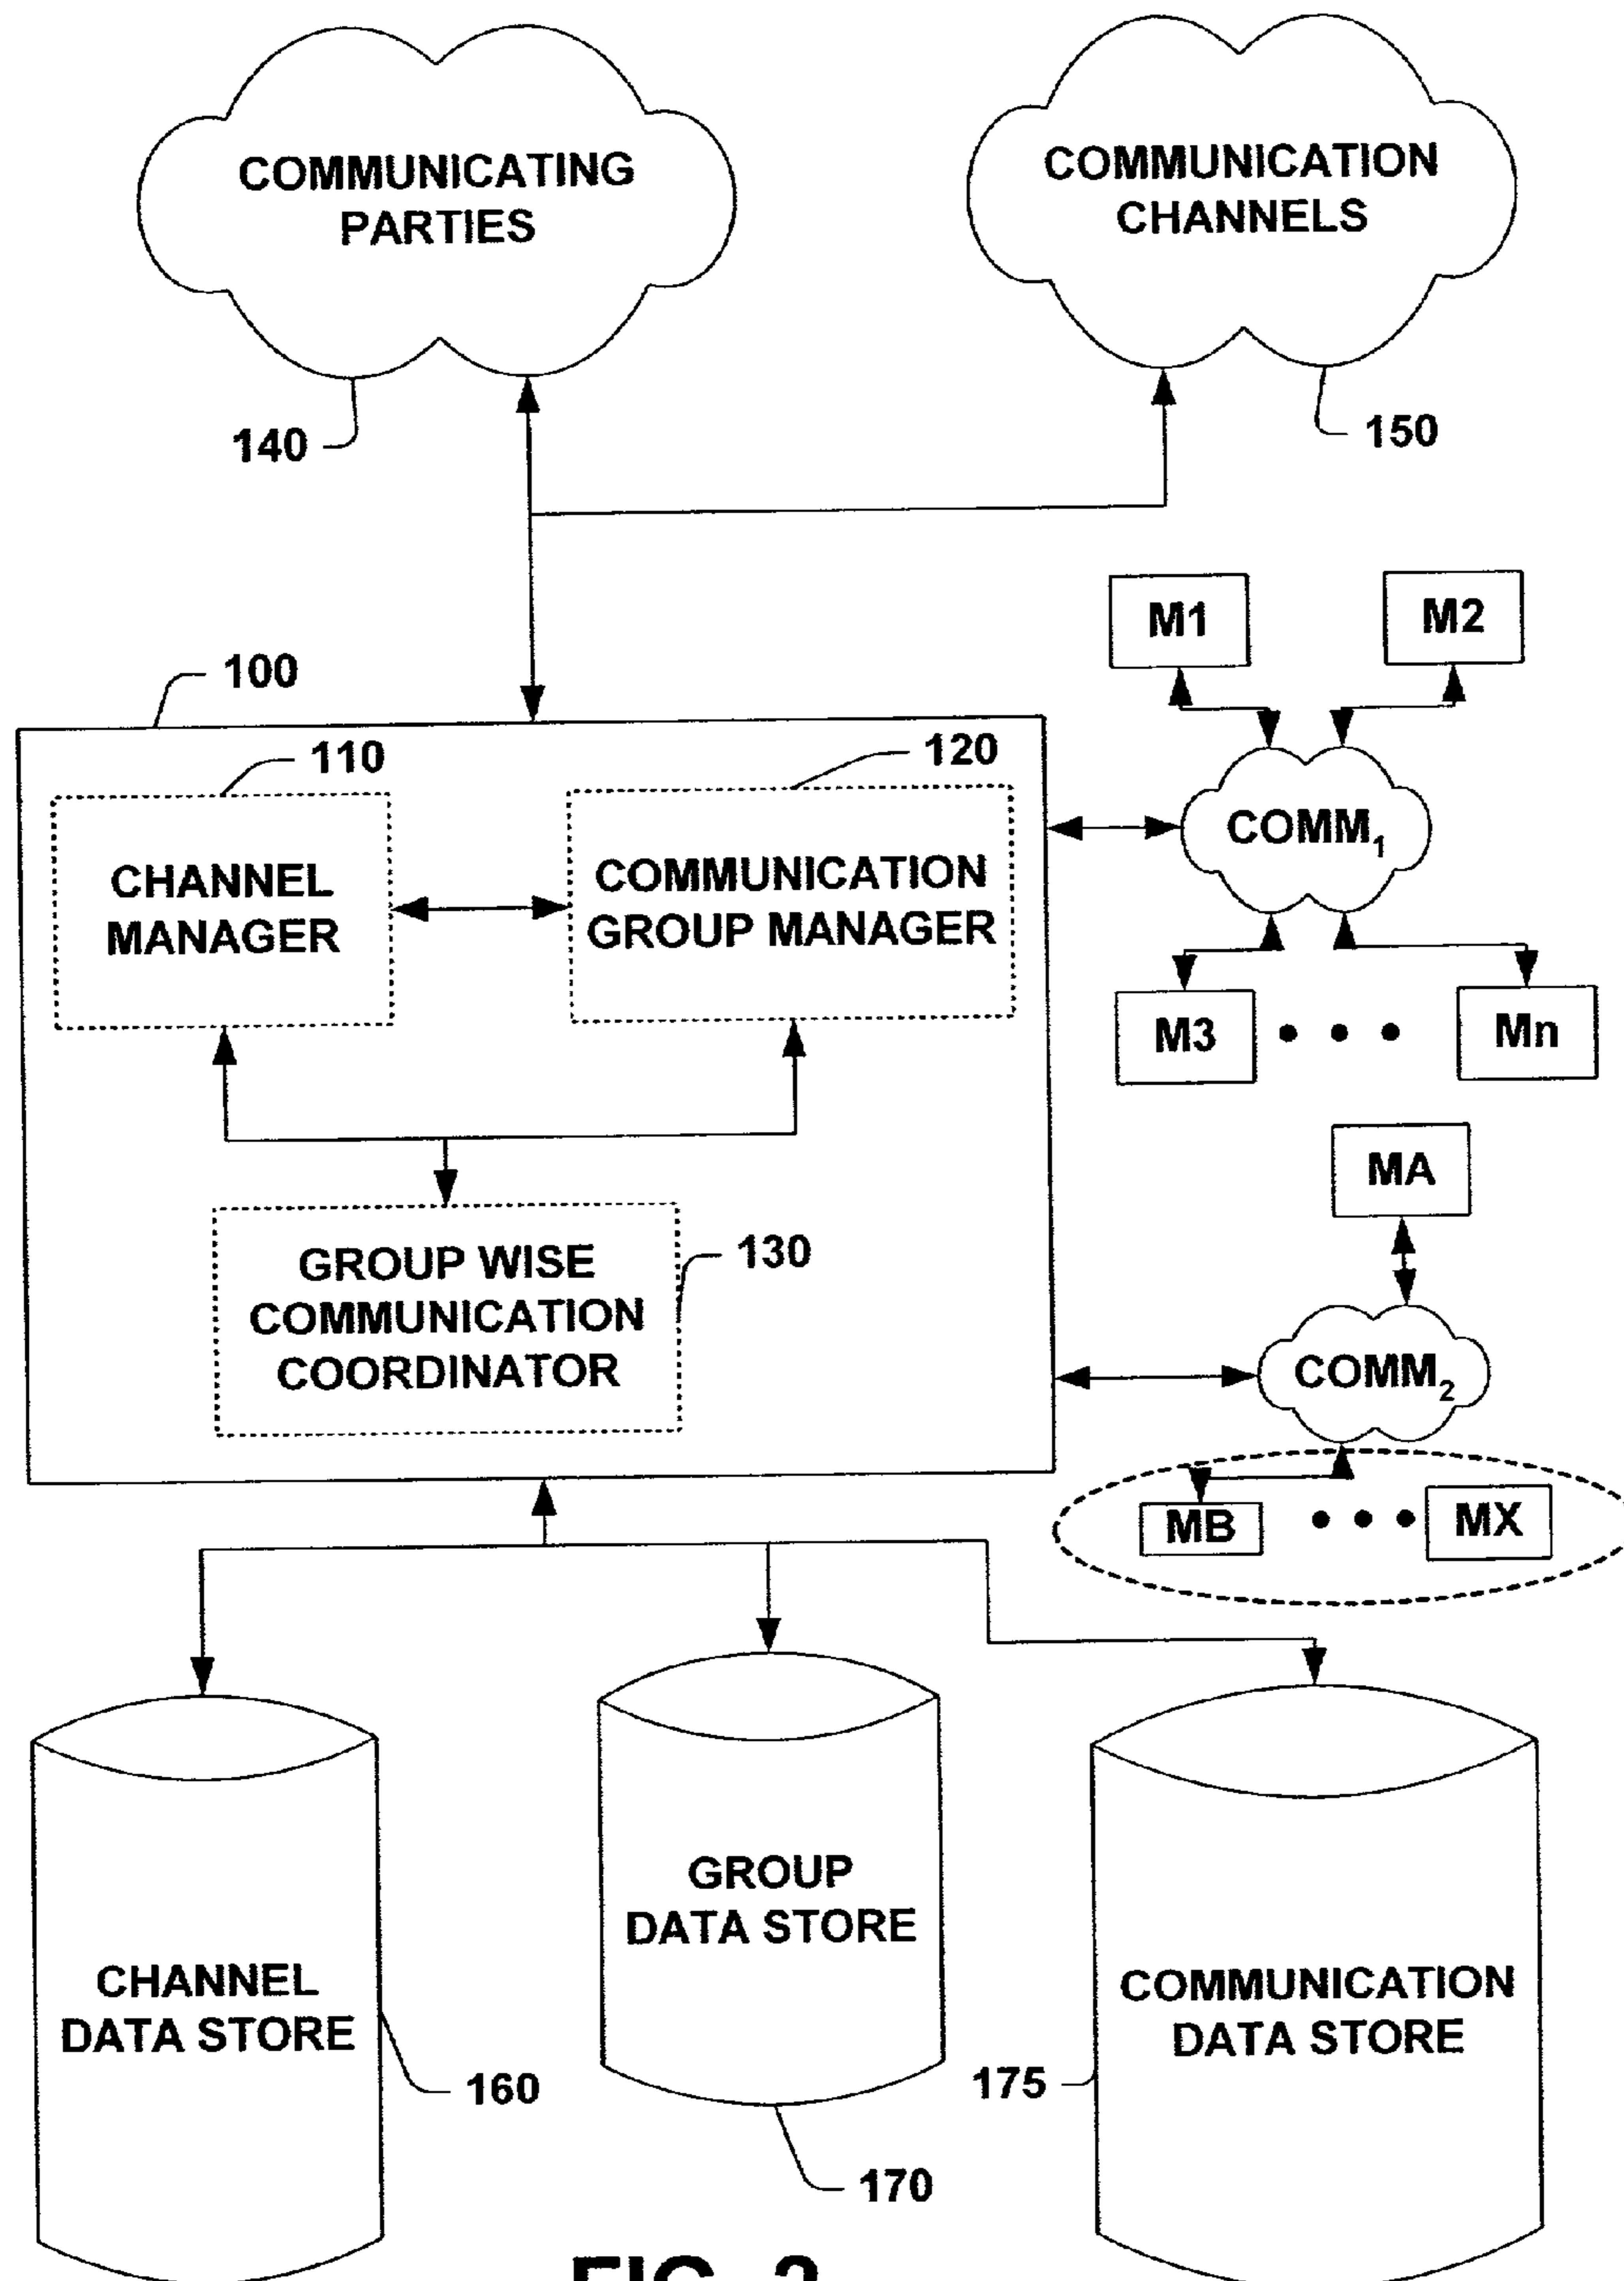 COMMUNICATING
PARTIES
COMMUNICATION
CHANNELS
140
150
M1
M2
100
110
120
CHANNEL
MANAGER
COMMUNICATION
GROUP MANAGER
COMM1
M3
• • •
Mn
MA
GROUP WISE
COMMUNICATION
COORDINATOR
130
COMM2
MB
• • •
MX
GROUP
DATA STORE
CHANNEL
DATA STORE
COMMUNICATION
DATA STORE
160
175
170
FIG. 2